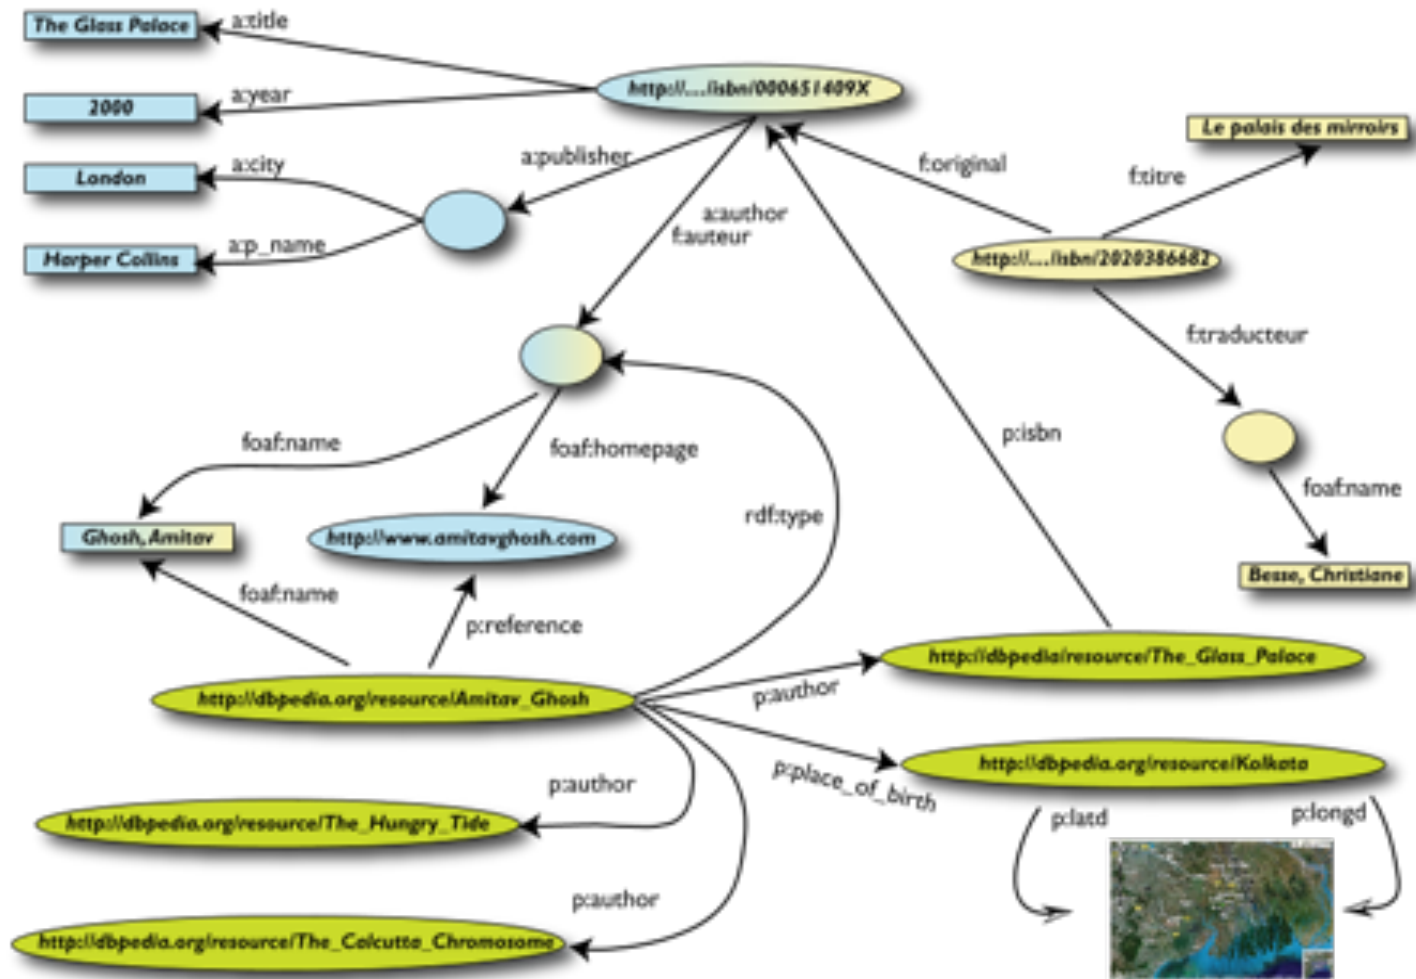 The Glass Palace
a:title
http://...isbn/000651409X
2000
a:year
Le palais des mirroirs
London
a:city
a:publisher
f:original
f:titre
a:author
f:auteur
Harper Collins
a:p_name
http://...isbn/2020386682
f:traducteur
foaf:name
foaf:homepage
p:isbn
foaf:name
rdf:type
Ghosh, Amitav
http://www.amitavghosh.com
Besse, Christiane
foaf:name
p:reference
http://dbpedia/resource/The_Glass_Palace
http://dbpedia.org/resource/Amitav_Ghosh
p:author
p:place_of_birth
http://dbpedia.org/resource/Kolkata
p:author
http://dbpedia.org/resource/The_Hungry_Tide
p:latd
p:longd
p:author
http://dbpedia.org/resource/The_Calcutta_Chromosome